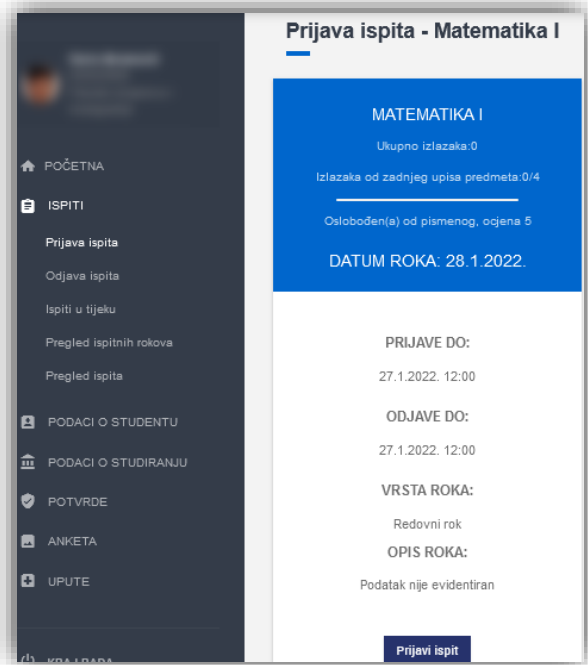 POČETNA
ISPITI
Prijava ispita
Odjava ispita
Ispiti u tijeku
Pregled ispitnih rokova
Pregled ispita
PODACI O STUDENTU
PODACI O STUDIRANJU
POTVRDE
ANKETA
UPUTE
Prijava ispita - Matematika I
MATEMATIKA I
Ukupno izlazaka:0
Izlazaka od zadnjeg upisa predmeta:0/4
Oslobođen(a) od pismenog, ocjena 5
DATUM ROKA: 28.1.2022.
PRIJAVE DO:
27.1.2022. 12:00
ODJAVE DO:
27.1.2022. 12:00
VRSTA ROKA:
Redovni rok
OPIS ROKA:
Podatak nije evidentiran
Prijavi ispit